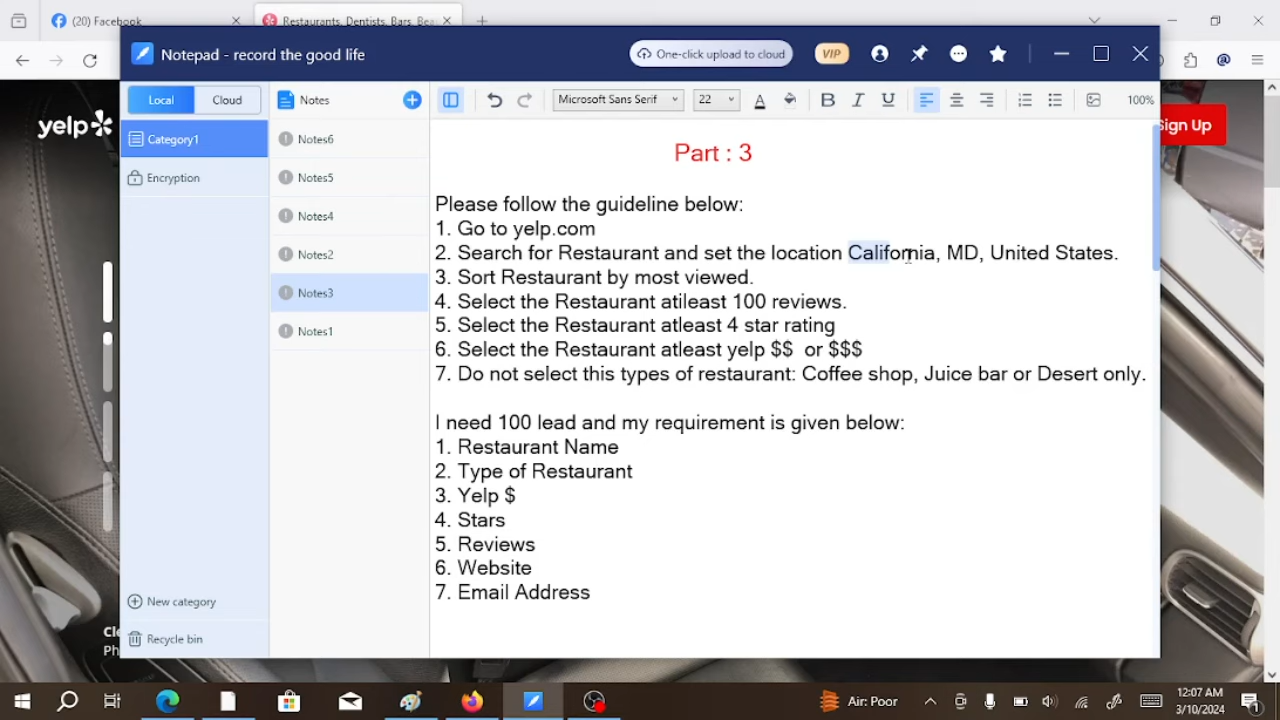 (20) Facebook
Restaurants, Dentists, Bars, Bea
Notepad - record the good life
One-click upload to cloud
VIP
Local
Cloud
Notes
Microsoft Sans Serif
22
B
I
U
100%
yelp
Sign Up
Category1
Encryption
Notes6
Notes5
Notes4
Notes2
Notes3
Notes1
Part : 3
Please follow the guideline below:
1. Go to yelp.com
2. Search for Restaurant and set the location California, MD, United States.
3. Sort Restaurant by most viewed.
4. Select the Restaurant atileast 100 reviews.
5. Select the Restaurant atleast 4 star rating
6. Select the Restaurant atleast yelp $$ or $$$
7. Do not select this types of restaurant: Coffee shop, Juice bar or Desert only.
I need 100 lead and my requirement is given below:
1. Restaurant Name
2. Type of Restaurant
3. Yelp $
4. Stars
5. Reviews
6. Website
7. Email Address
New category
Recycle bin
Cle
Ph
Air: Poor
12:07 AM
3/10/2024